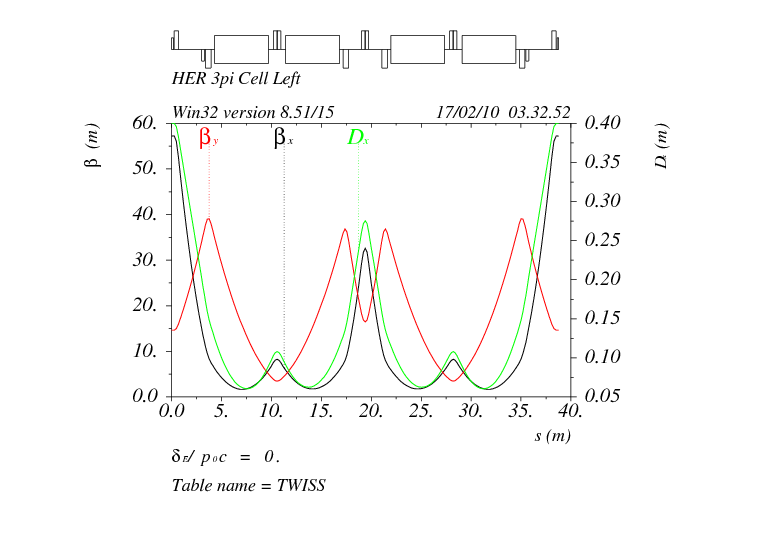 HER 3pi Cell Left
Win32 version 8.51/15 17/02/10 03.32.52
β (m)
60.
50.
40.
30.
20.
10.
0.0
βy βx Dx
D (m)
0.40
0.35
0.30
0.25
0.20
0.15
0.10
0.05
0.0 5. 10. 15. 20. 25. 30. 35. 40.
s (m)
δE/ p0c = 0.
Table name = TWISS